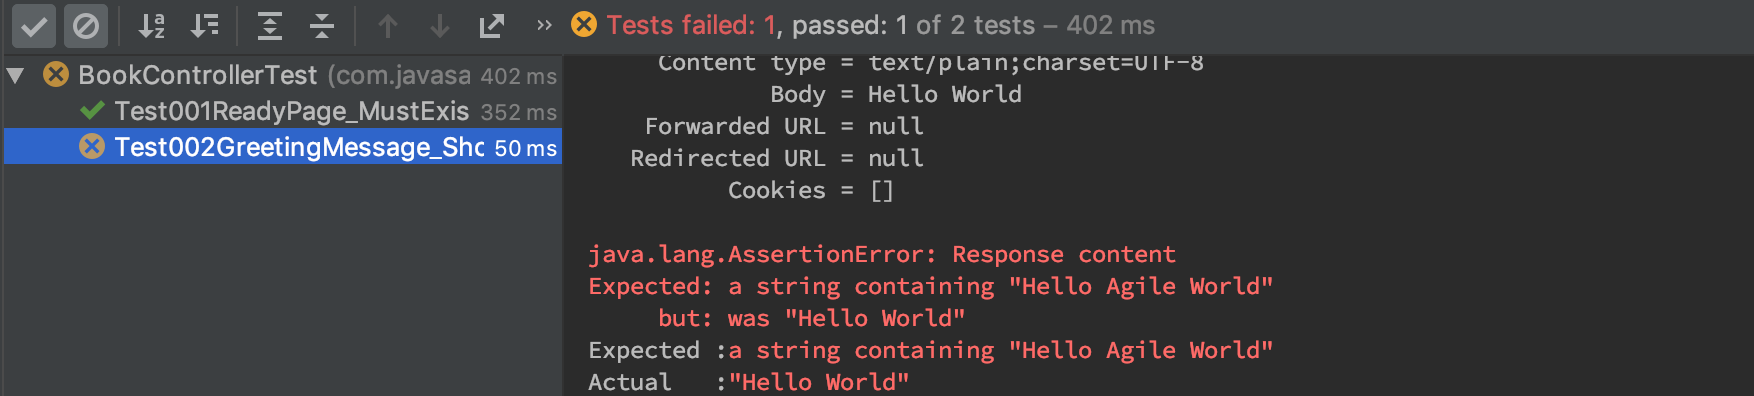 Tests failed: 1, passed: 1 of 2 tests – 402 ms
BookControllerTest (com.javasa 402 ms
Test001ReadyPage_MustExis 352 ms
Test002GreetingMessage_Sho 50 ms
Content type = text/plain;charset=UTF-8
Body = Hello World
Forwarded URL = null
Redirected URL = null
Cookies = []
java.lang.AssertionError: Response content
Expected: a string containing "Hello Agile World"
but: was "Hello World"
Expected :a string containing "Hello Agile World"
Actual   :"Hello World"